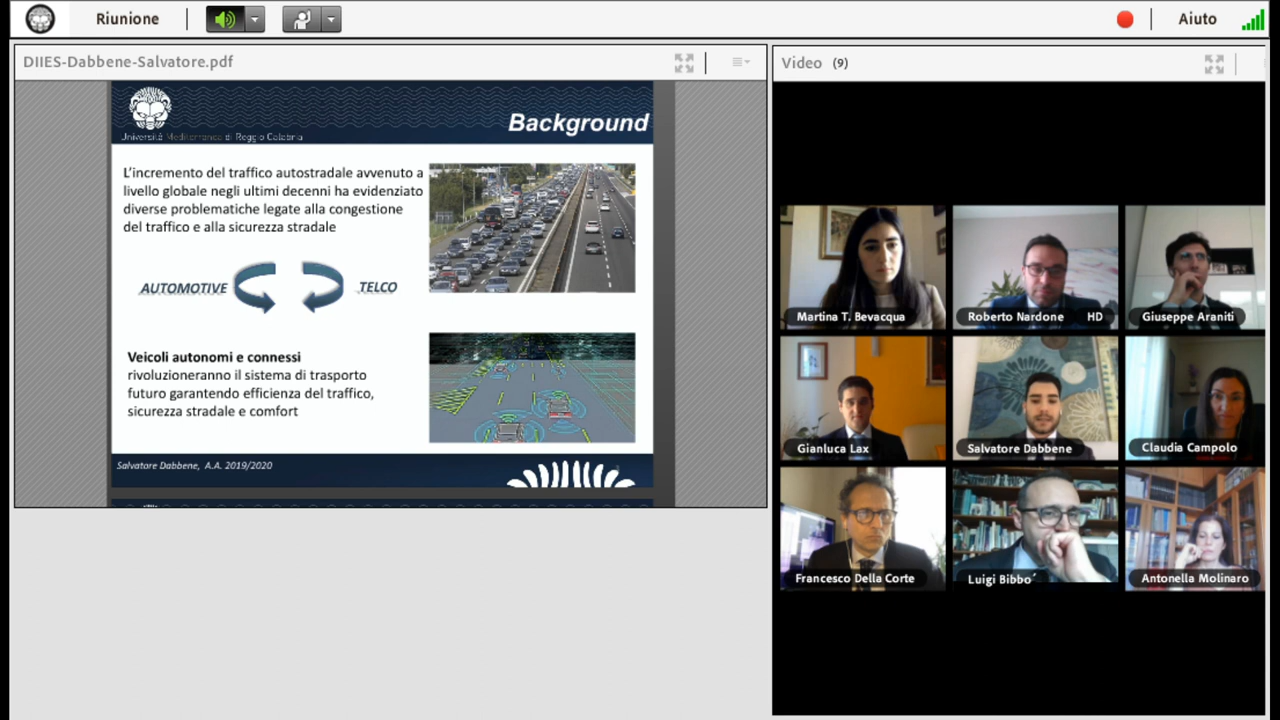 Riunione
Aiuto
DIIES-Dabbene-Salvatore.pdf
Video (9)
Università Mediterranea di Reggio Calabria
Background
L'incremento del traffico autostradale avvenuto a
livello globale negli ultimi decenni ha evidenziato
diverse problematiche legate alla congestione
del traffico e alla sicurezza stradale
AUTOMOTIVE
TELCO
Veicoli autonomi e connessi
rivoluzioneranno il sistema di trasporto
futuro garantendo efficienza del traffico,
sicurezza stradale e comfort
Salvatore Dabbene, A.A. 2019/2020
Martina T. Bevacqua
Roberto Nardone HD
Giuseppe Araniti
Gianluca Lax
Salvatore Dabbene
Claudia Campolo
Francesco Della Corte
Luigi Bibbo´
Antonella Molinaro